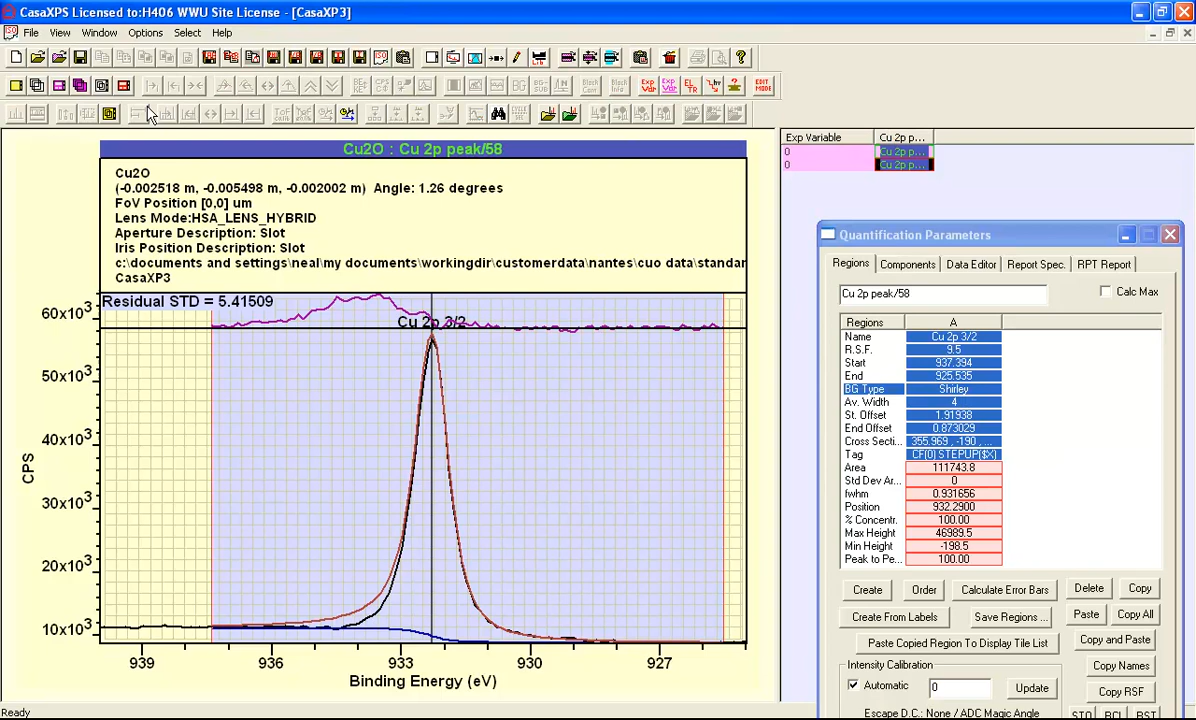 CasaXPS Licensed to:H406 WWU Site License - [CasaXP3]
File View Window Options Select Help
Cu2O : Cu 2p peak/58
Cu2O
(-0.002518 m, -0.005498 m, -0.002002 m) Angle: 1.26 degrees
FoV Position [0,0] um
Lens Mode:HSA_LENS_HYBRID
Aperture Description: Slot
Iris Position Description: Slot
c:\documents and settings\neal\my documents\workingdir\customerdata\nantes\cuo data\standar
CasaXP3
Residual STD = 5.41509
Cu 2p 3/2
60x10³
50x10³
40x10³
30x10³
20x10³
10x10³
CPS
939 936 933 930 927
Binding Energy (eV)
Ready
Exp Variable Cu 2p p...
0 Cu 2p p...
0 Cu 2p p...
Quantification Parameters
Regions Components Data Editor Report Spec. RPT Report
Cu 2p peak/58 Calc Max
Regions A
Name Cu 2p 3/2
R.S.F. 9.5
Start 937.394
End 925.535
BG Type Shirley
Av. Width 4
St. Offset 1.91938
End Offset 0.873029
Cross Secti... 355.969 , -190 , ...
Tag CF(0) STEPUP($X)
Area 111743.8
Std Dev Ar... 0
fwhm 0.931656
Position 932.2900
% Concentr. 100.00
Max Height 46989.5
Min Height -198.5
Peak to Pe... 100.00
Create Order Calculate Error Bars Delete Copy
Create From Labels Save Regions ... Paste Copy All
Paste Copied Region To Display Tile List Copy and Paste
Intensity Calibration Copy Names
Automatic 0 Update Copy RSF
Escape D.C.: None / ADC Magic Angle